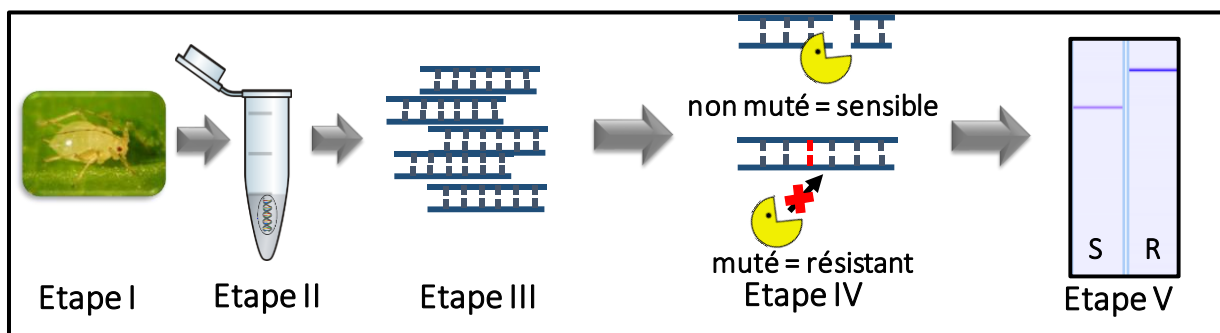 non muté = sensible
muté = résistant
S R
Etape I
Etape II
Etape III
Etape IV
Etape V